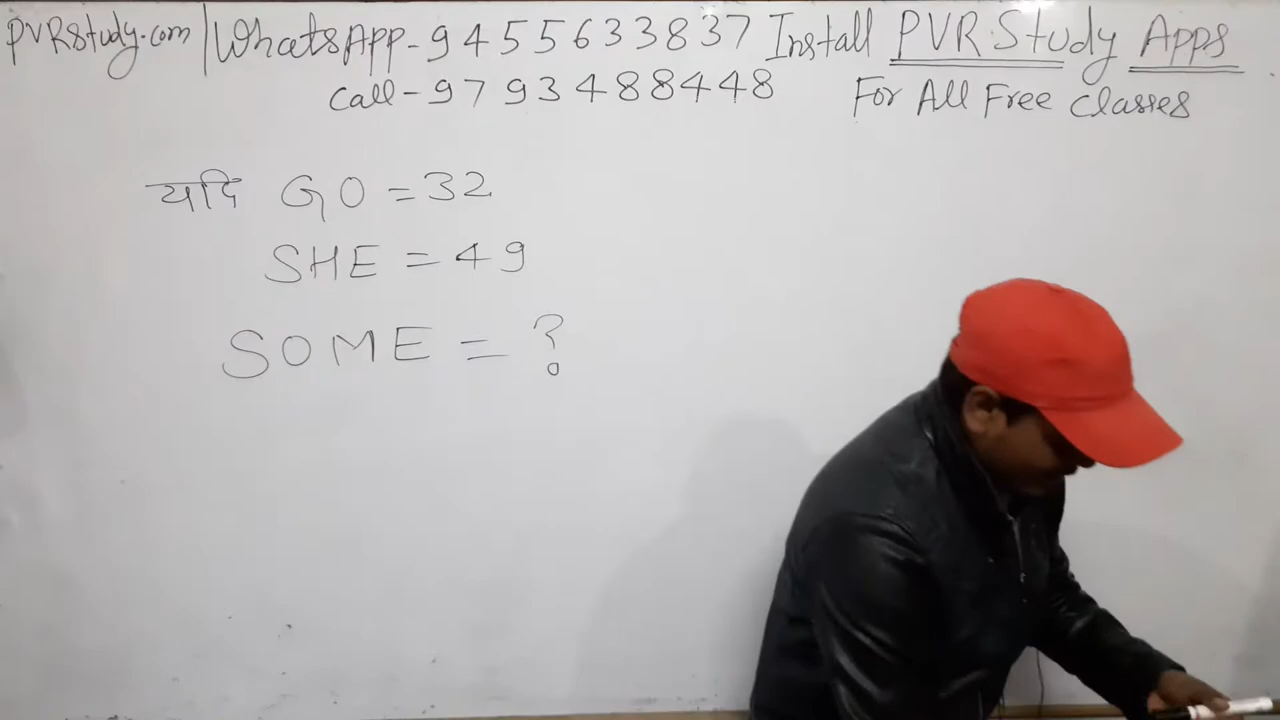 PVRStudy.com | WhatsApp - 9455633837 Install PVR Study Apps
Call - 9793488448 For All Free Classes
यदि GO = 32
SHE = 49
SOME = ?